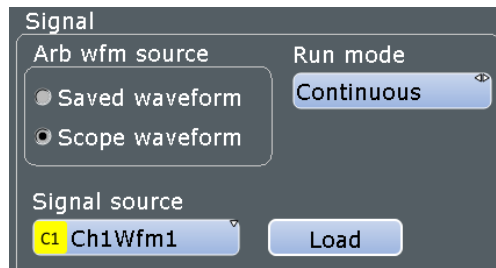 Signal
Arb wfm source
Run mode
Saved waveform
Continuous
Scope waveform
Signal source
C1 Ch1Wfm1
Load